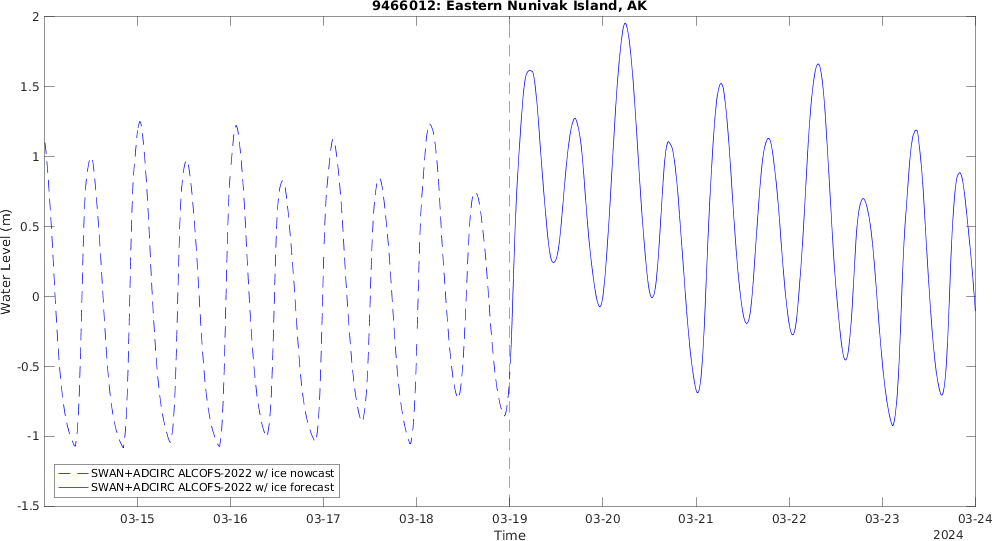 9466012: Eastern Nunivak Island, AK
2
1.5
1
0.5
0
-0.5
-1
-1.5
Water Level (m)
SWAN+ADCIRC ALCOFS-2022 w/ ice nowcast
SWAN+ADCIRC ALCOFS-2022 w/ ice forecast
03-15 03-16 03-17 03-18 03-19 03-20 03-21 03-22 03-23 03-24
Time
2024